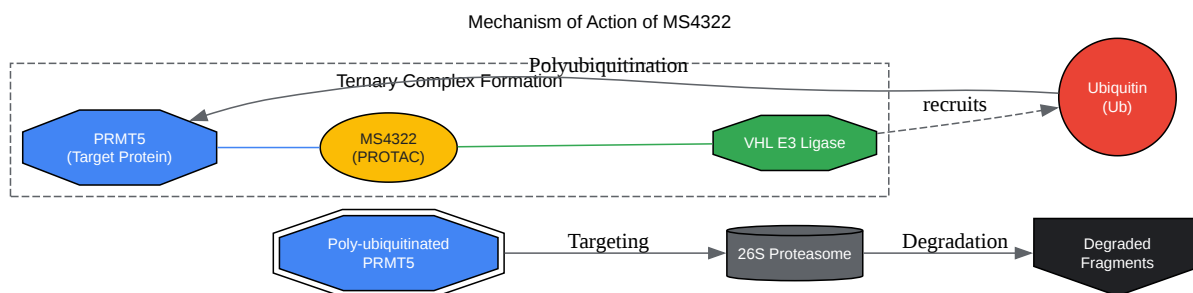 Mechanism of Action of MS4322
Polyubiquitination
Ternary Complex Formation
Ubiquitin
(Ub)
recruits
PRMT5
(Target Protein)
MS4322
(PROTAC)
VHL E3 Ligase
Poly-ubiquitinated
PRMT5
Targeting
26S Proteasome
Degradation
Degraded
Fragments